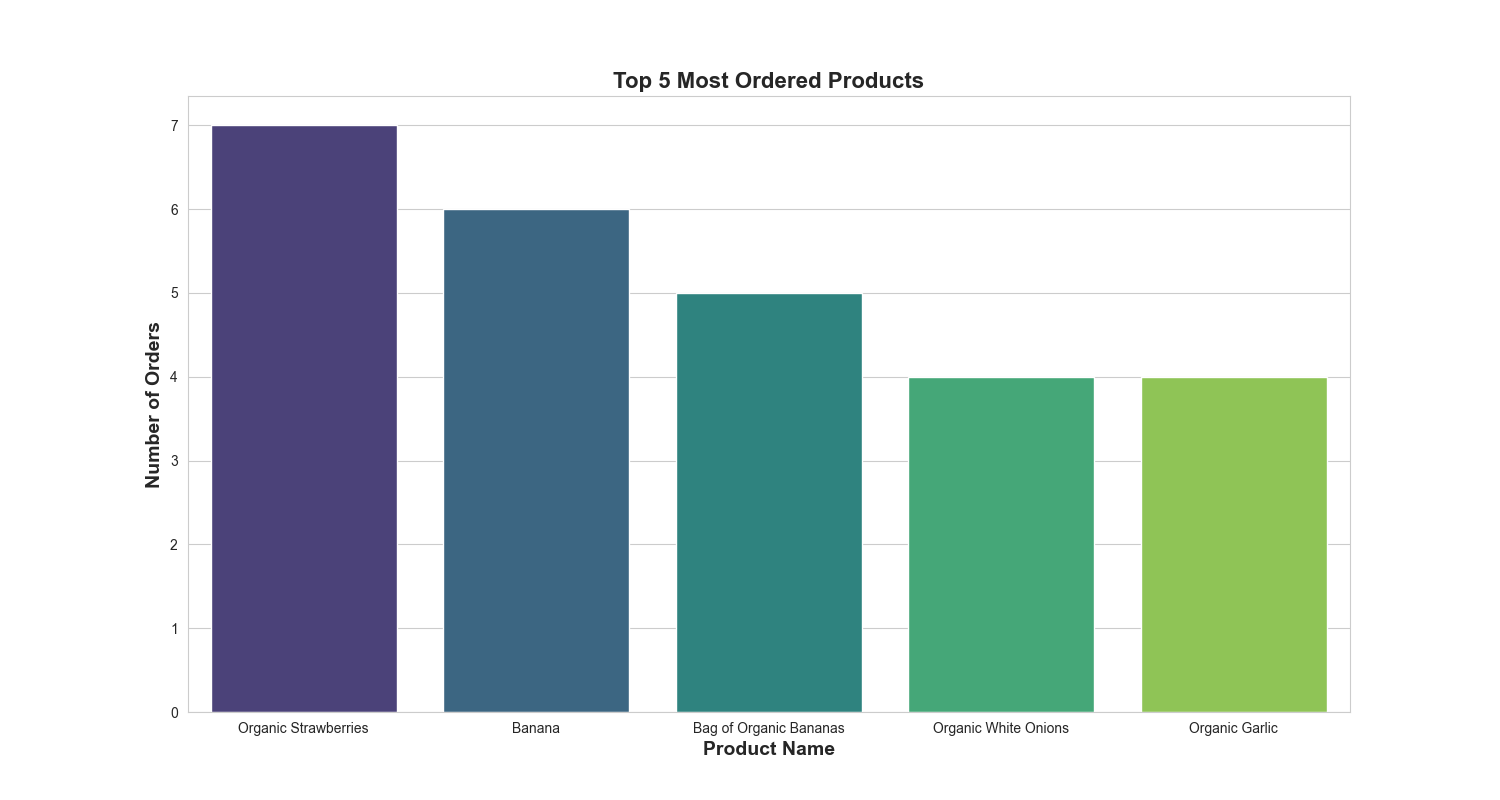 Top 5 Most Ordered Products
Number of Orders
7
6
5
4
3
2
1
0
Organic Strawberries
Banana
Bag of Organic Bananas
Organic White Onions
Organic Garlic
Product Name